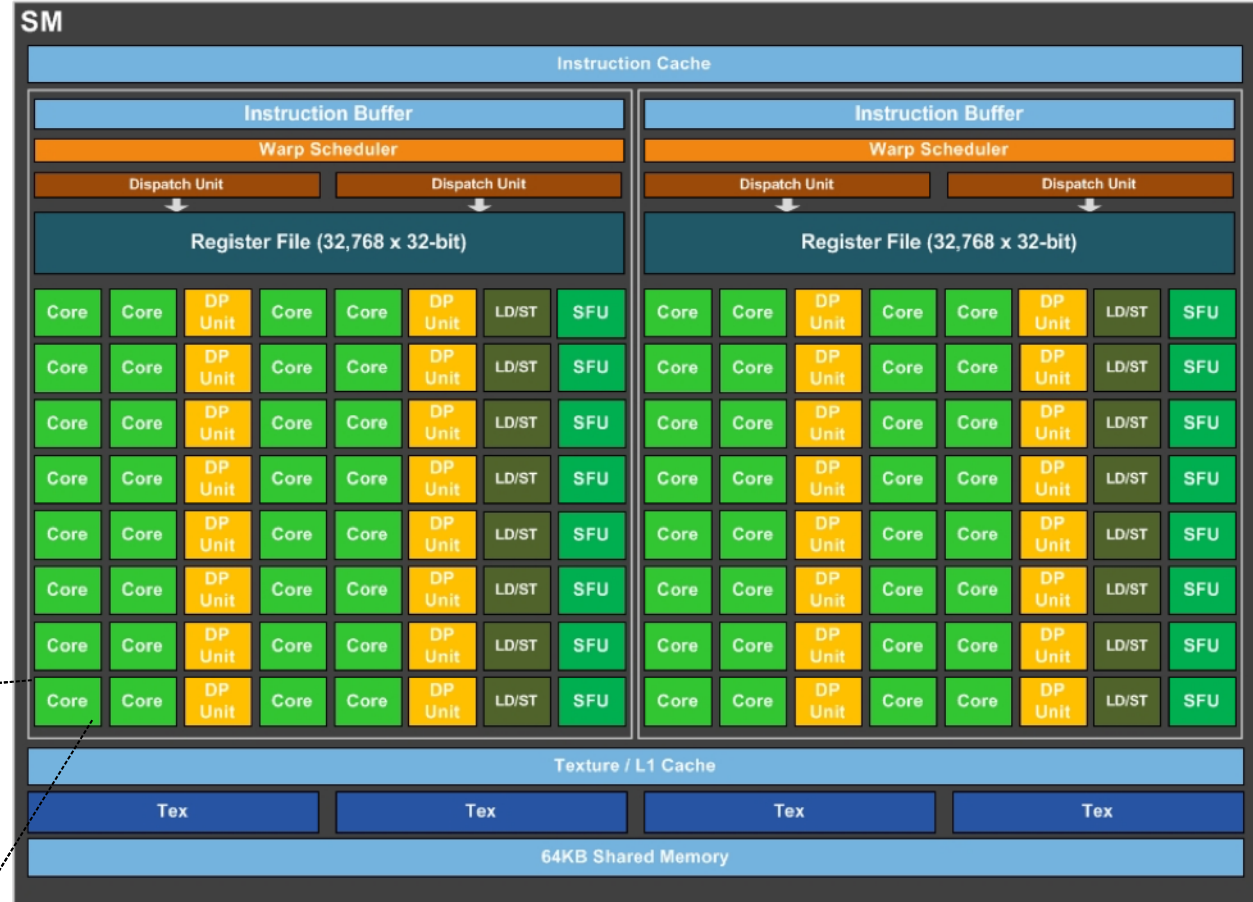 SM
Instruction Cache
Instruction Buffer Instruction Buffer
Warp Scheduler Warp Scheduler
Dispatch Unit Dispatch Unit Dispatch Unit Dispatch Unit
Register File (32,768 x 32-bit) Register File (32,768 x 32-bit)
Core Core DP Unit Core Core DP Unit LD/ST SFU Core Core DP Unit Core Core DP Unit LD/ST SFU
Core Core DP Unit Core Core DP Unit LD/ST SFU Core Core DP Unit Core Core DP Unit LD/ST SFU
Core Core DP Unit Core Core DP Unit LD/ST SFU Core Core DP Unit Core Core DP Unit LD/ST SFU
Core Core DP Unit Core Core DP Unit LD/ST SFU Core Core DP Unit Core Core DP Unit LD/ST SFU
Core Core DP Unit Core Core DP Unit LD/ST SFU Core Core DP Unit Core Core DP Unit LD/ST SFU
Core Core DP Unit Core Core DP Unit LD/ST SFU Core Core DP Unit Core Core DP Unit LD/ST SFU
Core Core DP Unit Core Core DP Unit LD/ST SFU Core Core DP Unit Core Core DP Unit LD/ST SFU
Core Core DP Unit Core Core DP Unit LD/ST SFU Core Core DP Unit Core Core DP Unit LD/ST SFU
Texture / L1 Cache
Tex Tex Tex Tex
64KB Shared Memory